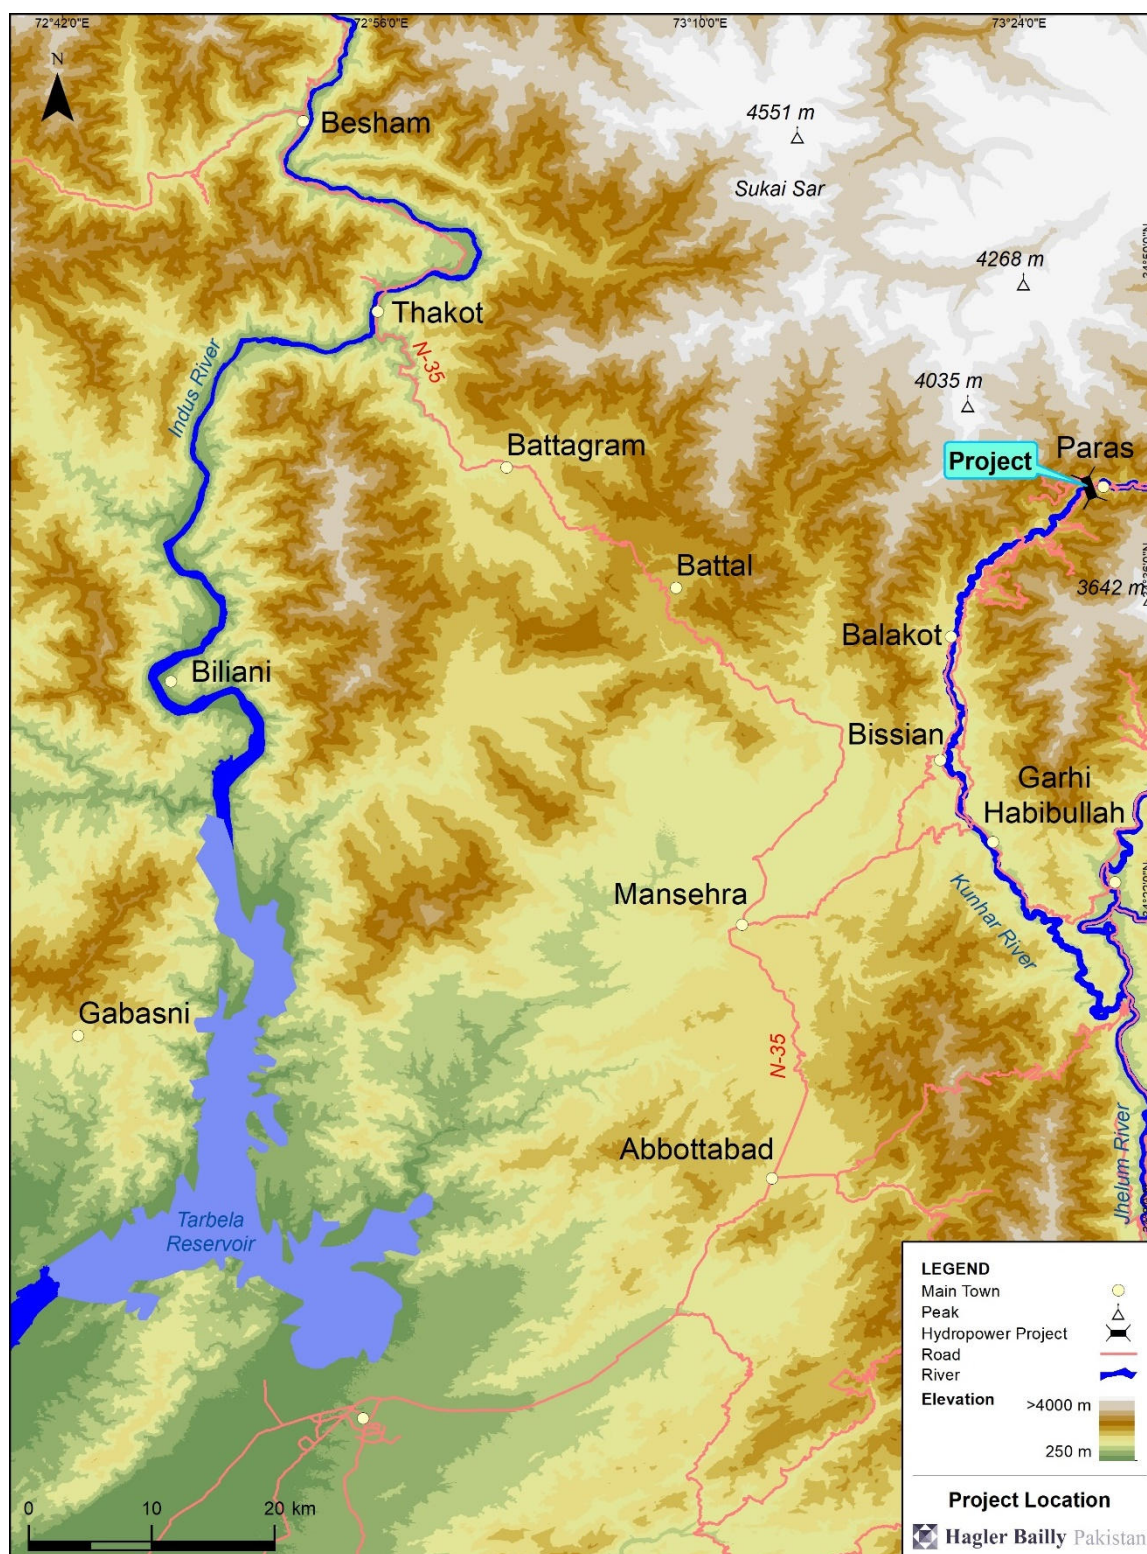 72°42'0"E
72°56'0"E
73°10'0"E
73°24'0"E
N
Besham
4551 m
Sukai Sar
4268 m
Thakot
N-35
Indus River
4035 m
Battagram
Paras
Project
Battal
3642 m
Balakot
Biliani
Bissian
Garhi
Habibullah
Mansehra
Kunhar River
Gabasni
N-35
Abbottabad
Jhelum River
Tarbela
Reservoir
LEGEND
Main Town
Peak
Hydropower Project
Road
River
Elevation
>4000 m
250 m
0 10 20 km
Project Location
Hagler Bailly Pakistan